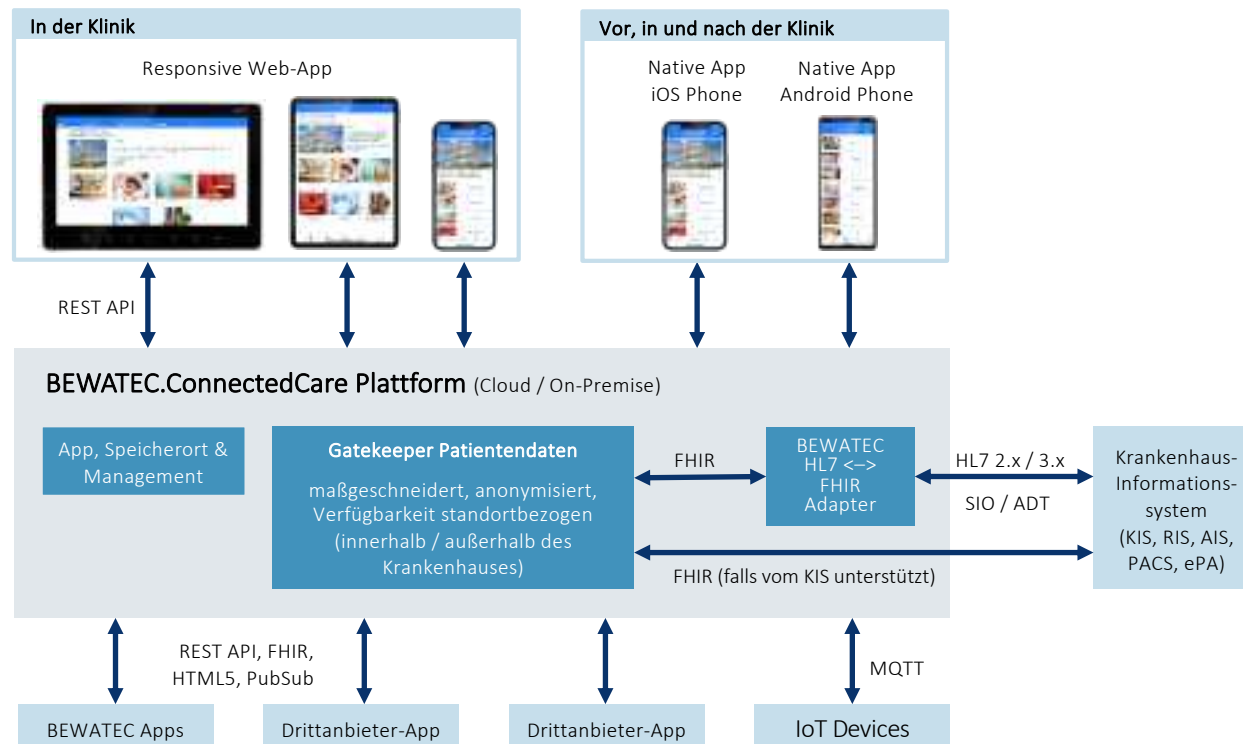 In der Klinik
Responsive Web-App
Vor, in und nach der Klinik
Native App
iOS Phone
Native App
Android Phone
REST API
BEWATEC.ConnectedCare Plattform (Cloud / On-Premise)
App, Speicherort &
Management
Gatekeeper Patientendaten
maßgeschneidert, anonymisiert,
Verfügbarkeit standortbezogen
(innerhalb / außerhalb des
Krankenhauses)
FHIR
BEWATEC
HL7 <–>
FHIR
Adapter
HL7 2.x / 3.x
SIO / ADT
Krankenhaus-
Informations-
system
(KIS, RIS, AIS,
PACS, ePA)
FHIR (falls vom KIS unterstützt)
REST API, FHIR,
HTML5, PubSub
MQTT
BEWATEC Apps
Drittanbieter-App
Drittanbieter-App
IoT Devices